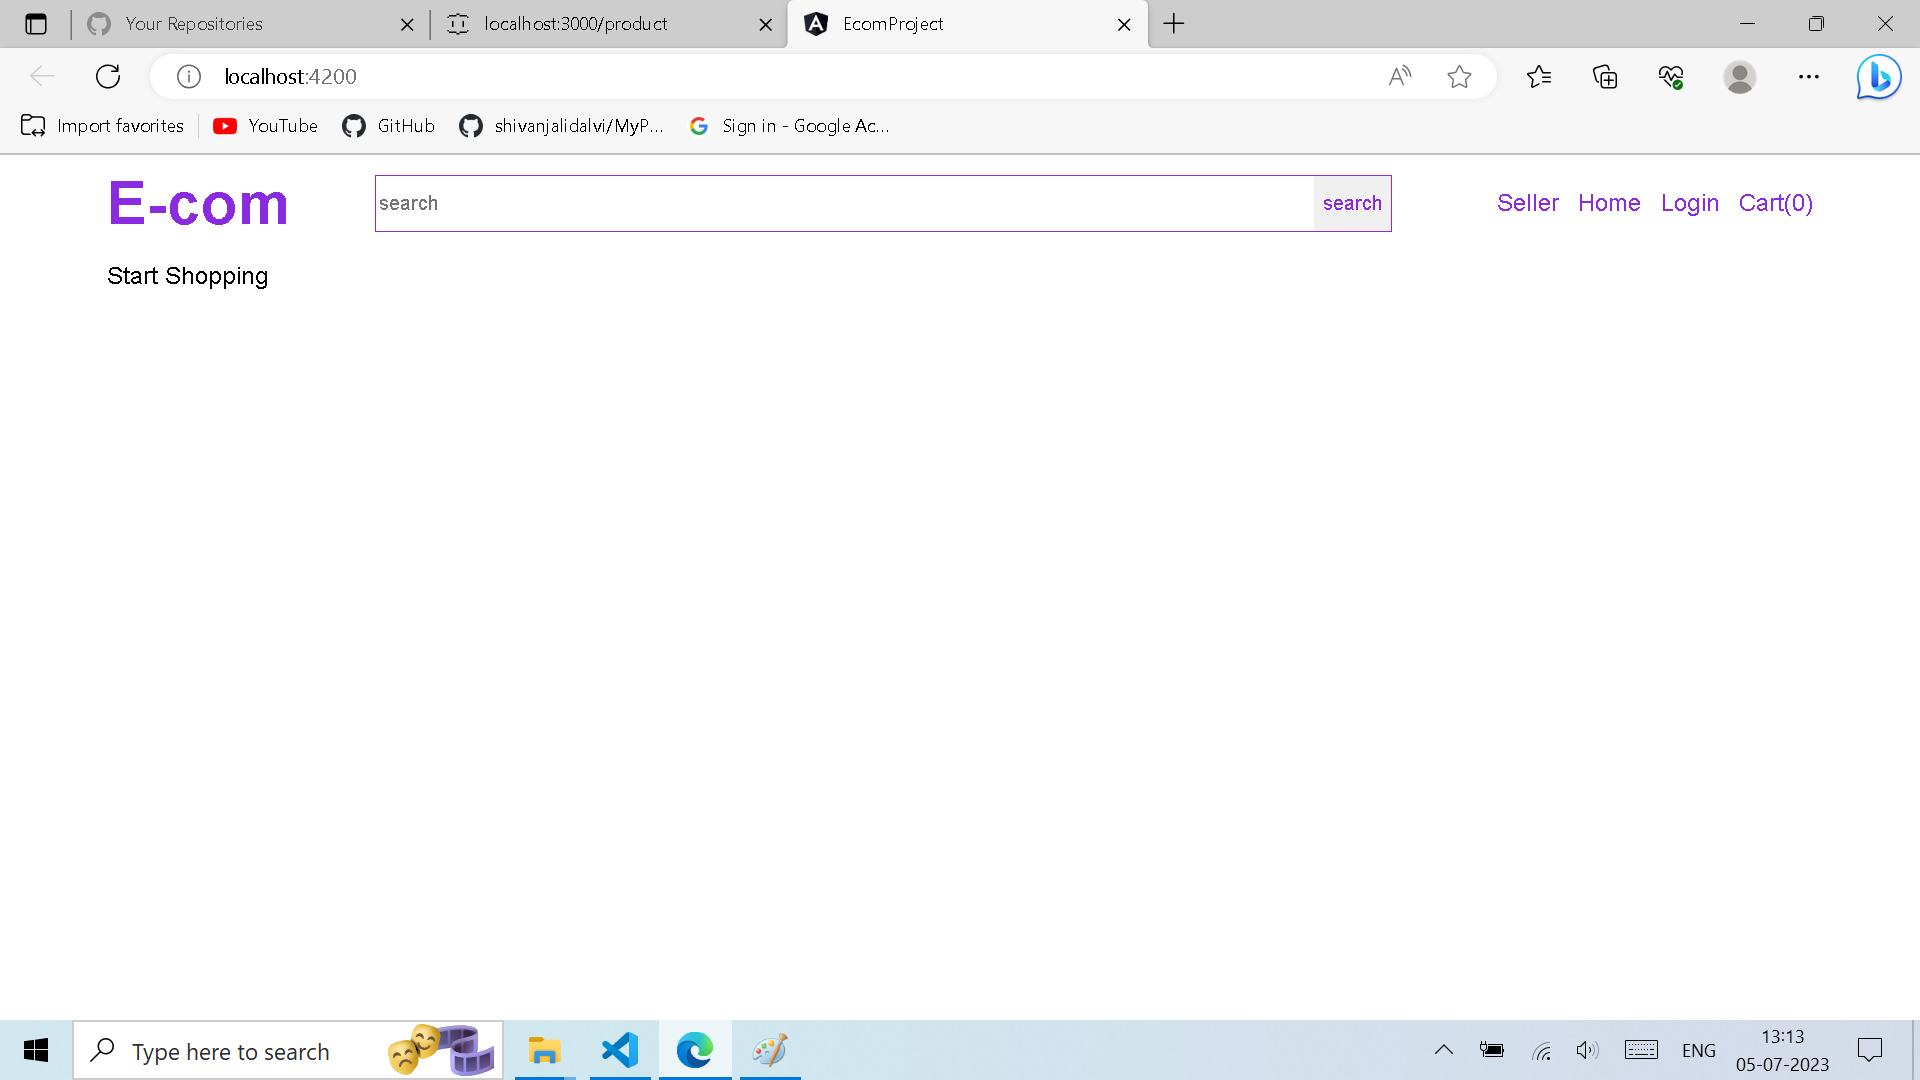 Your Repositories
localhost:3000/product
EcomProject
localhost:4200
Import favorites
YouTube
GitHub
shivanjalidalvi/MyP...
Sign in - Google Ac...
E-com
search
search
Seller
Home
Login
Cart(0)
Start Shopping
Type here to search
ENG
13:13
05-07-2023